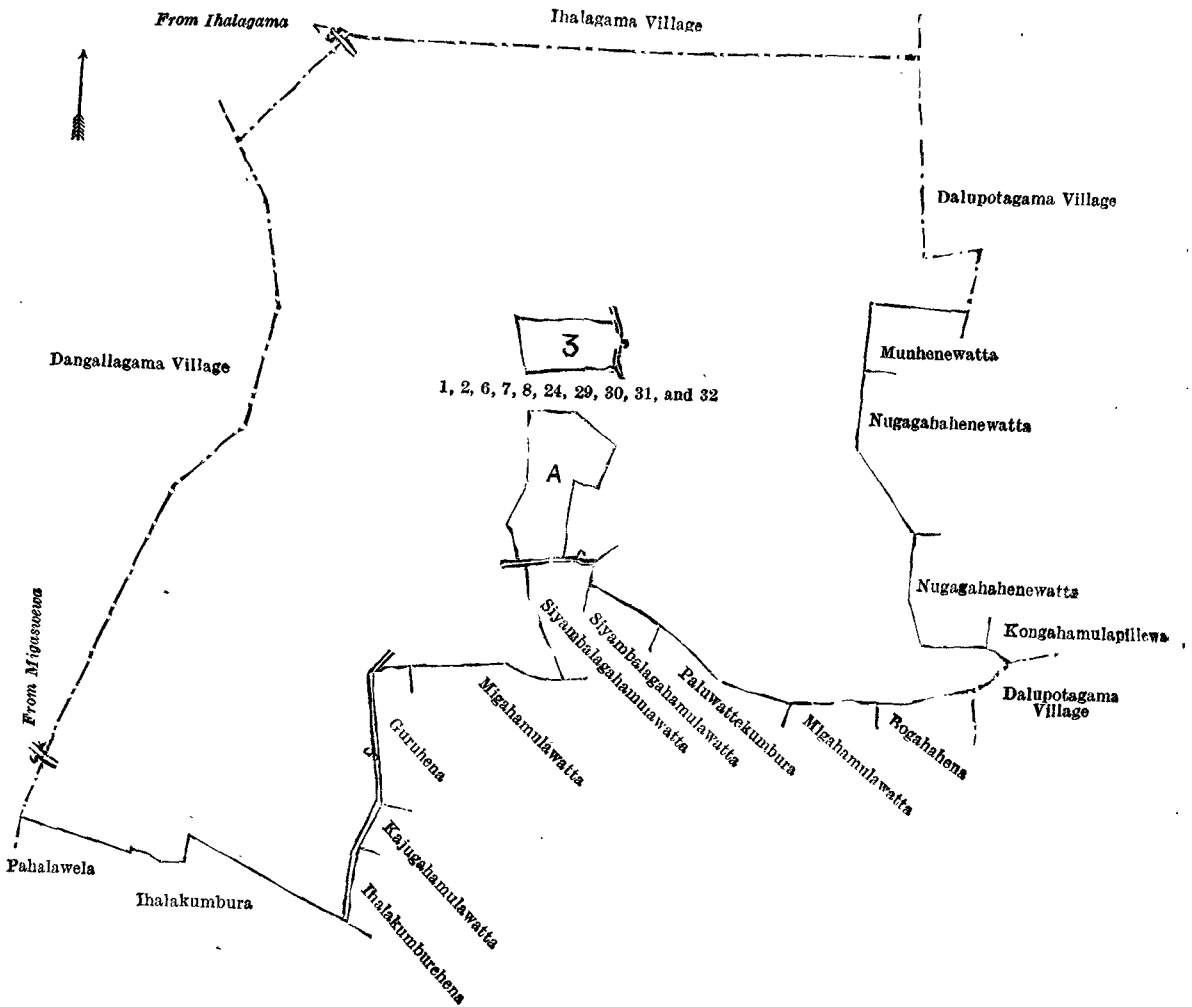 From Ihalagama
Ihalagama Village
Dalupotagama Village
Dangallagama Village
3
Munhenewatta
1, 2, 6, 7, 8, 24, 29, 30, 31, and 32
Nugagabahenewatta
A
Nugagahahenewatta
From Migaswewa
Kongahamulapillewa
Siyambalagahamulawatta
Siyambalagahamulawatta
Paluwattekumbura
Migahamulawatta
Bogahahena
Dalupotagama
Village
Migahamulawatta
Guruhena
Kajugahamulawatta
Ihalakumburehena
Pahalawela
Ihalakumbura